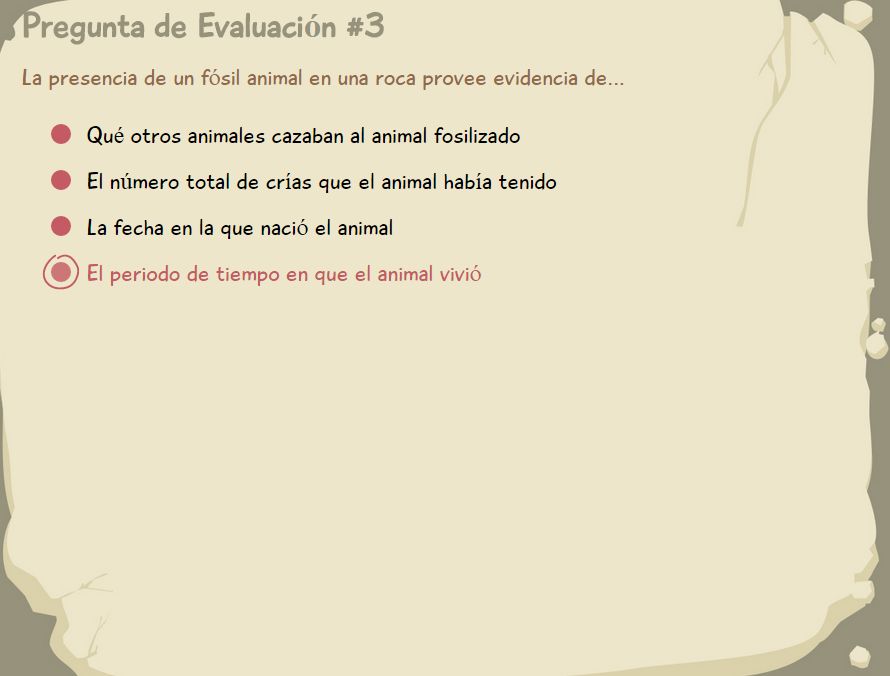 Pregunta de Evaluación #3
La presencia de un fósil animal en una roca provee evidencia de...
Qué otros animales cazaban al animal fosilizado
El número total de crías que el animal había tenido
La fecha en la que nació el animal
El periodo de tiempo en que el animal vivió